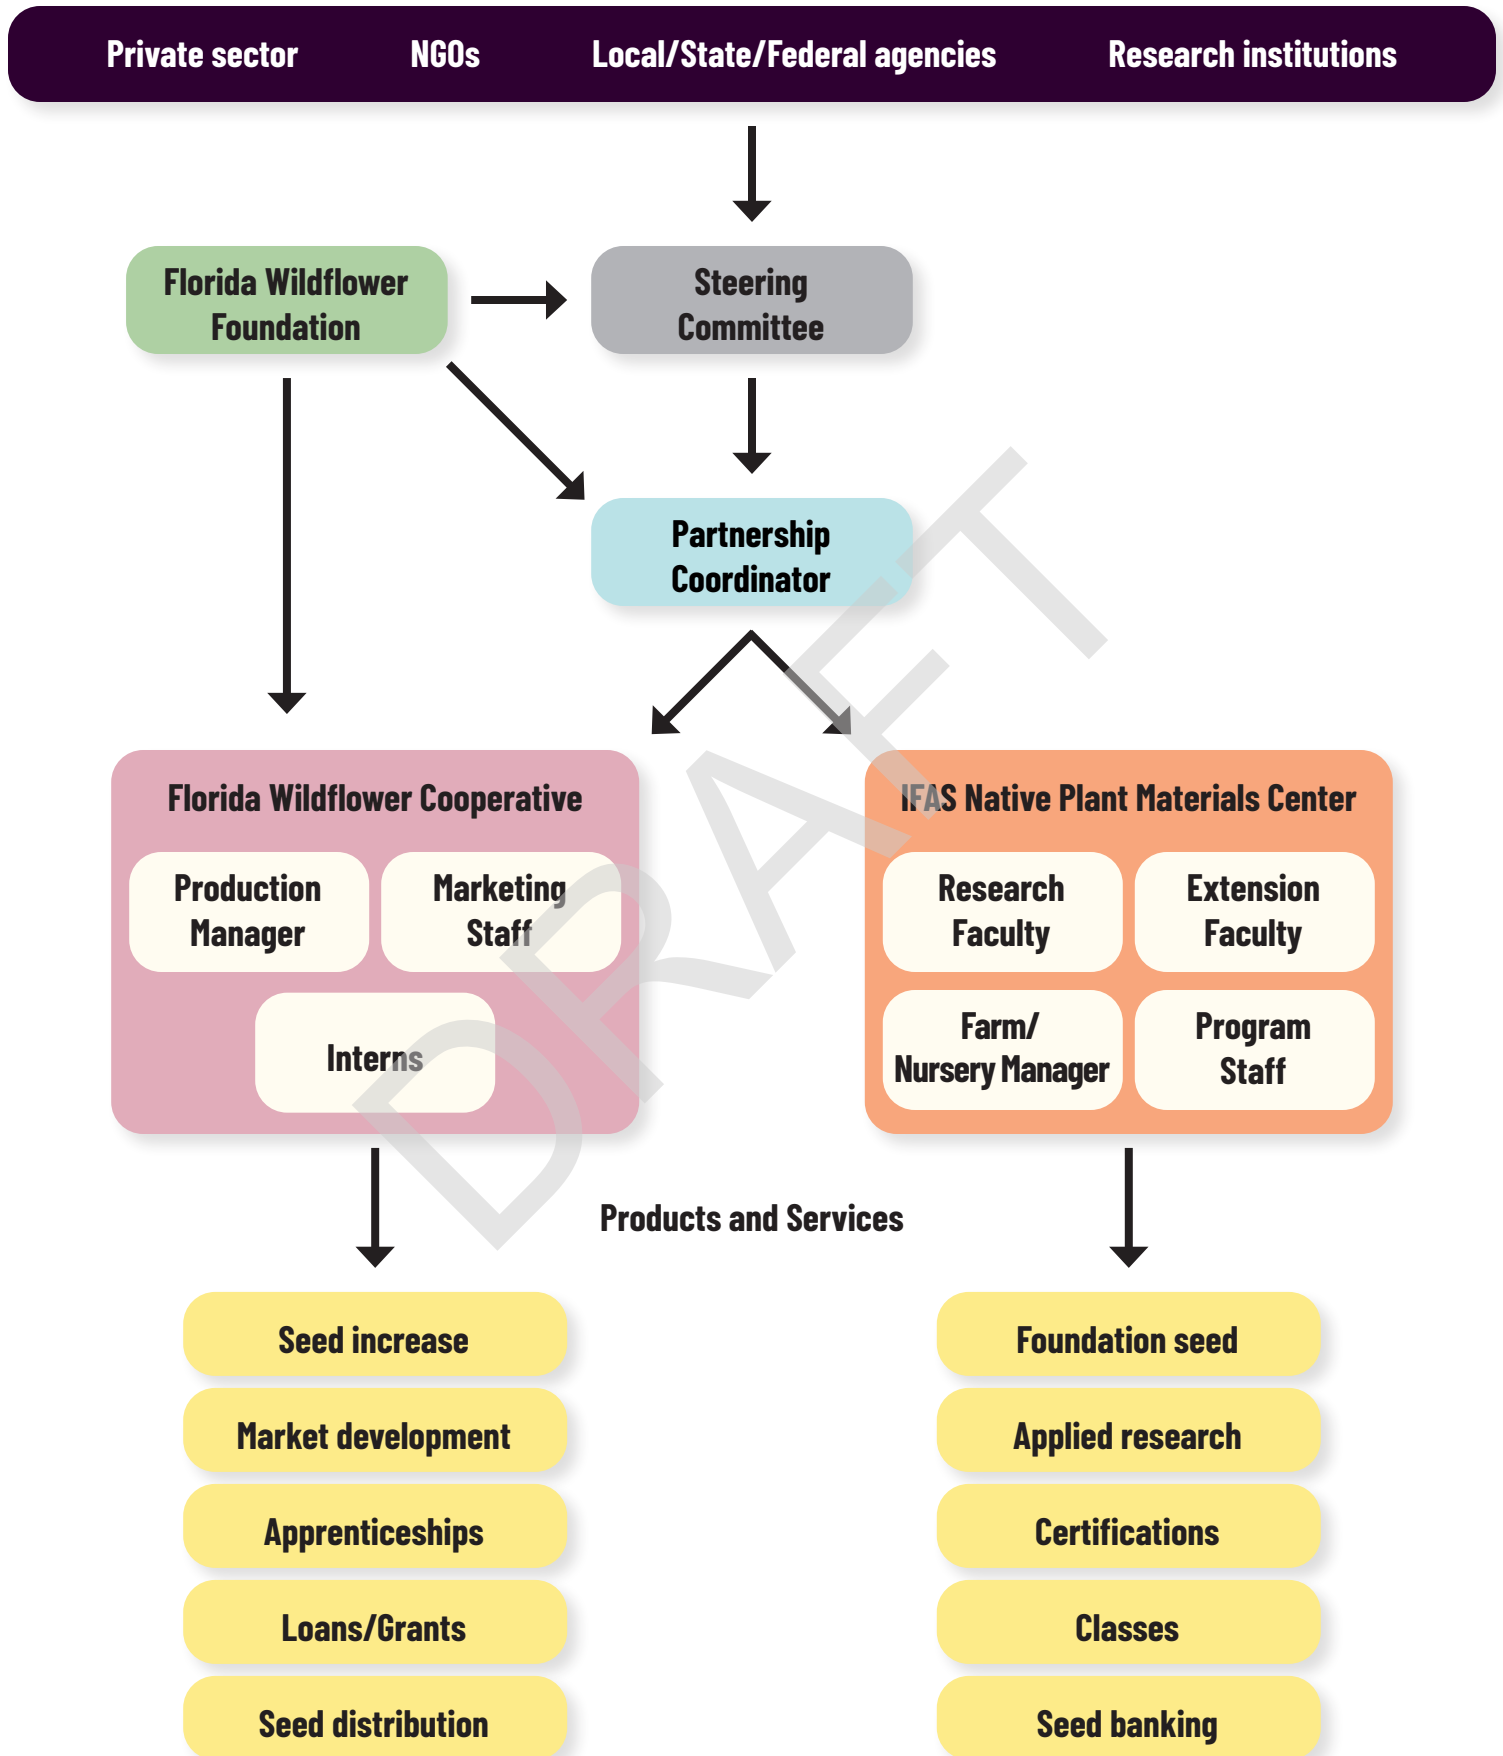 Private sector NGOs Local/State/Federal agencies Research institutions
Florida Wildflower
Foundation
Steering
Committee
Partnership
Coordinator
Florida Wildflower Cooperative
Production
Manager
Marketing
Staff
Interns
IFAS Native Plant Materials Center
Research
Faculty
Extension
Faculty
Farm/
Nursery Manager
Program
Staff
Products and Services
Seed increase
Market development
Apprenticeships
Loans/Grants
Seed distribution
Foundation seed
Applied research
Certifications
Classes
Seed banking
DRAFT